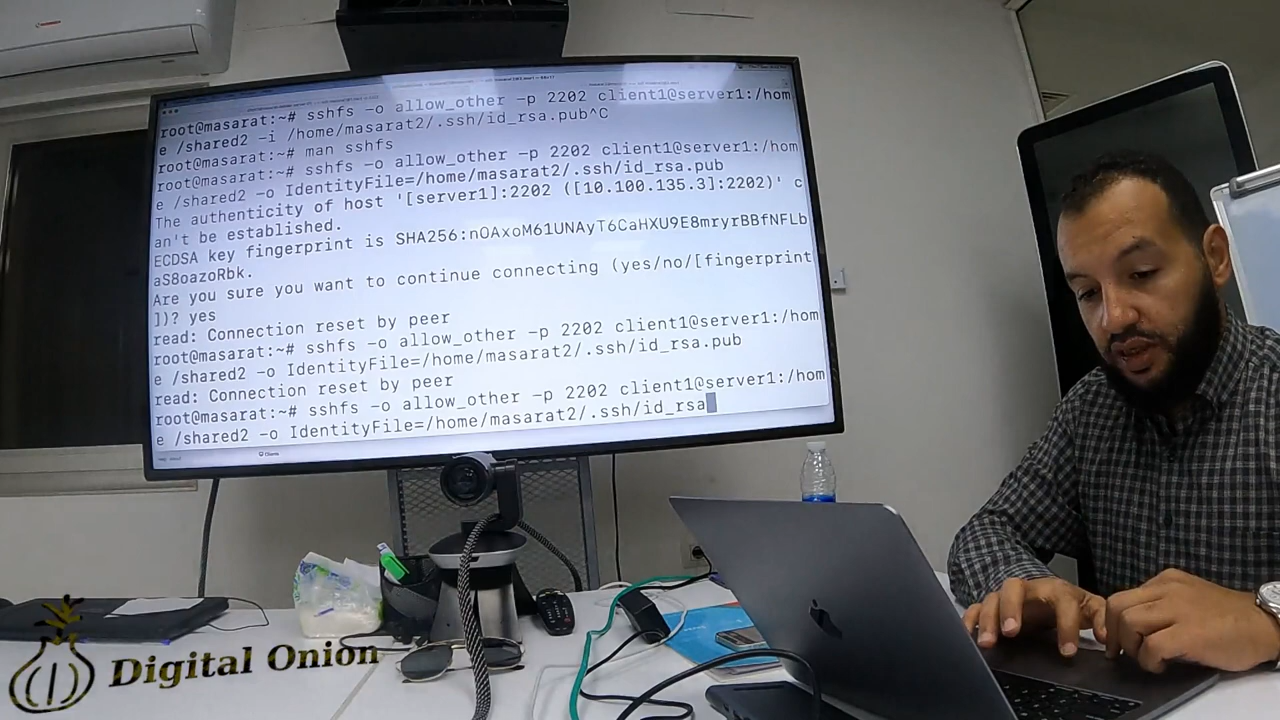 root@masarat:~# sshfs -o allow_other -p 2202 client1@server1:/hom
e /shared2 -i /home/masarat2/.ssh/id_rsa.pub^C
root@masarat:~# man sshfs
root@masarat:~# sshfs -o allow_other -p 2202 client1@server1:/hom
e /shared2 -o IdentityFile=/home/masarat2/.ssh/id_rsa.pub
The authenticity of host '[server1]:2202 ([10.100.135.3]:2202)' c
an't be established.
ECDSA key fingerprint is SHA256:nOAxoM61UNAyT6CaHXU9E8mryrBBfNFLb
aS8oazoRbk.
Are you sure you want to continue connecting (yes/no/[fingerprint
])? yes
read: Connection reset by peer
root@masarat:~# sshfs -o allow_other -p 2202 client1@server1:/hom
e /shared2 -o IdentityFile=/home/masarat2/.ssh/id_rsa.pub
read: Connection reset by peer
root@masarat:~# sshfs -o allow_other -p 2202 client1@server1:/hom
e /shared2 -o IdentityFile=/home/masarat2/.ssh/id_rsa
Digital Onion